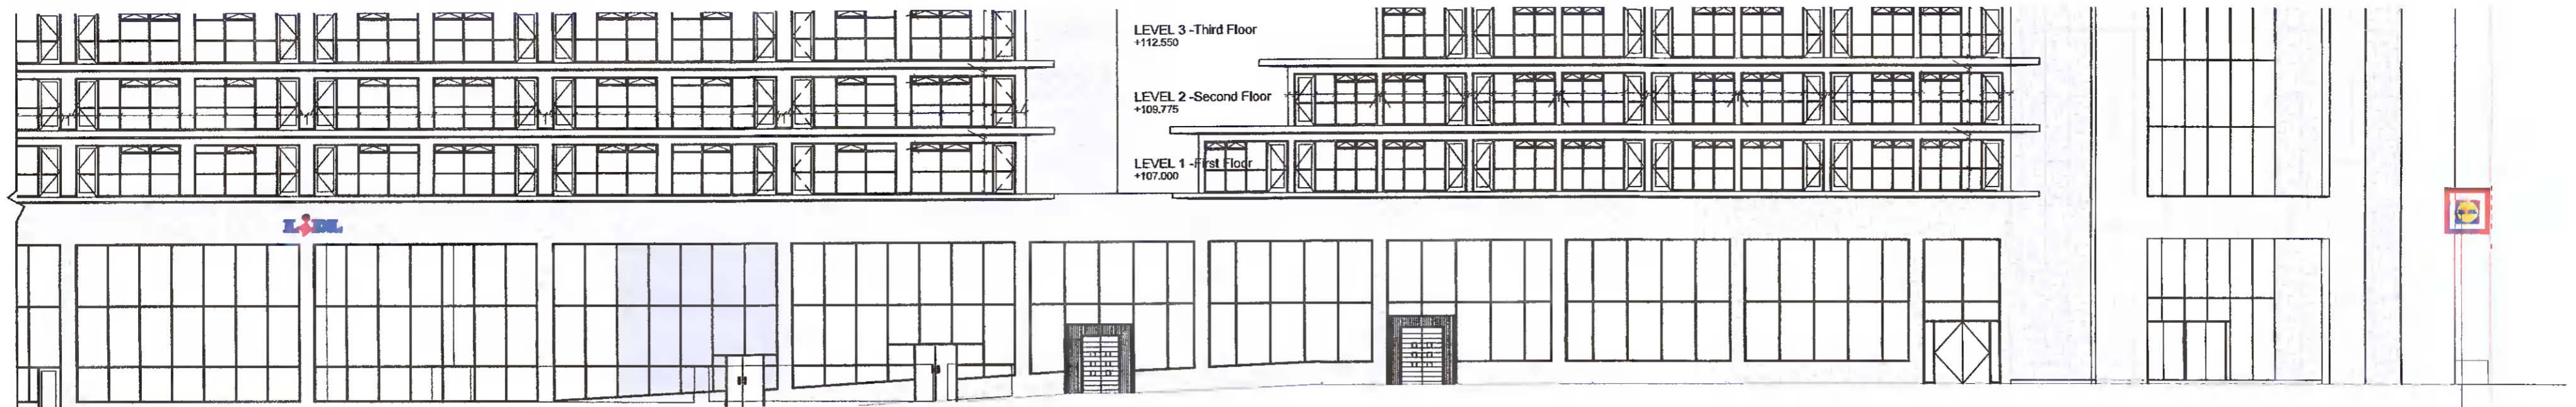 LEVEL 3 -Third Floor
+112.550
LEVEL 2 -Second Floor
+109.775
LEVEL 1 -First Floor
+107.000
LIDL